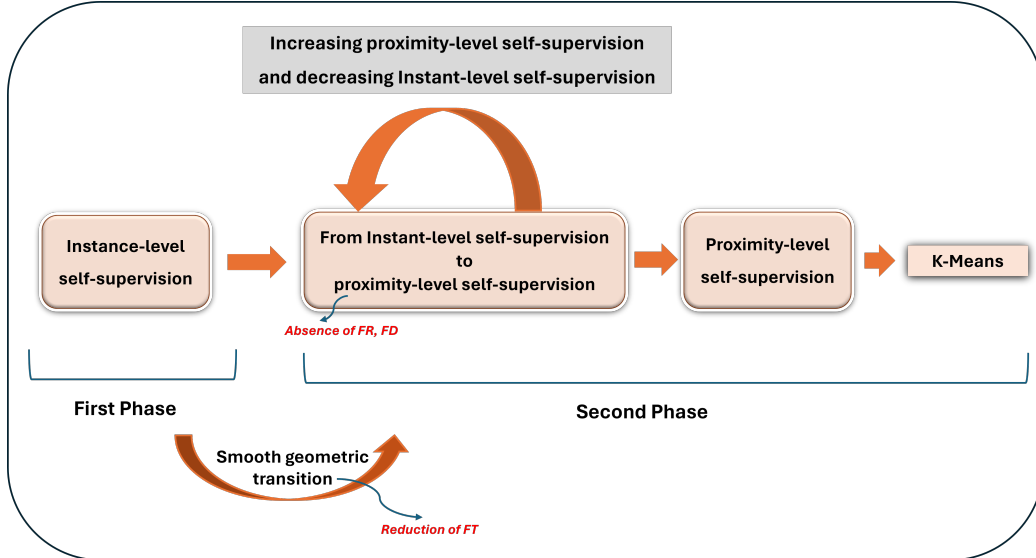 Increasing proximity-level self-supervision
and decreasing Instant-level self-supervision
Instance-level
self-supervision
From Instant-level self-supervision
to
proximity-level self-supervision
Proximity-level
self-supervision
K-Means
Absence of FR, FD
First Phase
Second Phase
Smooth geometric
transition
Reduction of FT